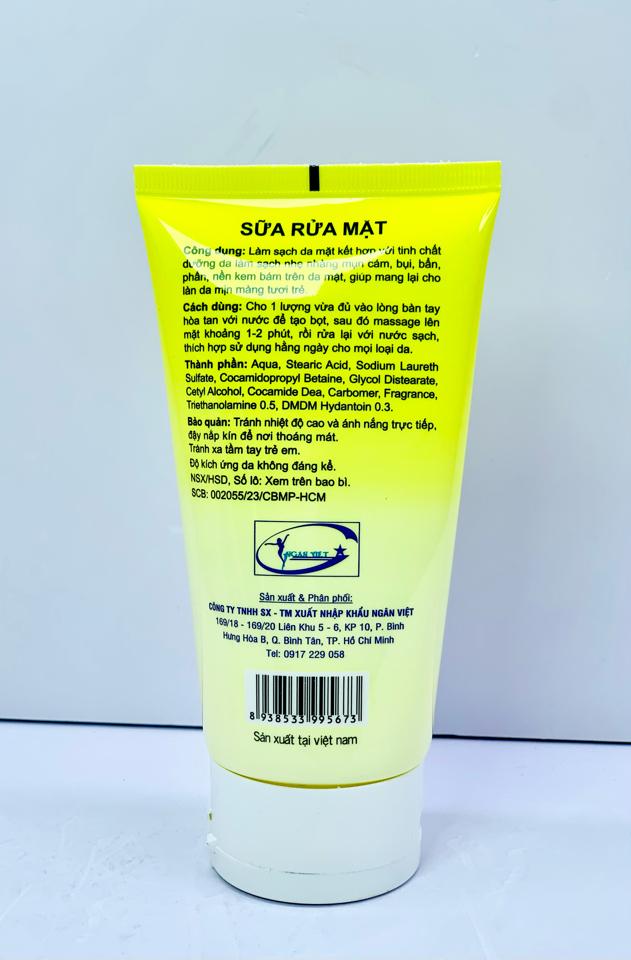 SỮA RỬA MẶT
Công dụng: Làm sạch da mặt kết hợp với tinh chất
dưỡng da làm sạch nhẹ nhàng mụn cám, bụi, bẩn,
phấn, nền kem bám trên da mặt, giúp mang lại cho
làn da mịn màng tươi trẻ.
Cách dùng: Cho 1 lượng vừa đủ vào lòng bàn tay
hòa tan với nước để tạo bọt, sau đó massage lên
mặt khoảng 1-2 phút, rồi rửa lại với nước sạch,
thích hợp sử dụng hằng ngày cho mọi loại da.
Thành phần: Aqua, Stearic Acid, Sodium Laureth
Sulfate, Cocamidopropyl Betaine, Glycol Distearate,
Cetyl Alcohol, Cocamide Dea, Carbomer, Fragrance,
Triethanolamine 0.5, DMDM Hydantoin 0.3.
Bảo quản: Tránh nhiệt độ cao và ánh nắng trực tiếp,
đậy nắp kín để nơi thoáng mát.
Tránh xa tầm tay trẻ em.
Độ kích ứng da không đáng kể.
NSX/HSD, Số lô: Xem trên bao bì.
SCB: 002055/23/CBMP-HCM
NGÂN VIỆT
Sản xuất & Phân phối:
CÔNG TY TNHH SX - TM XUẤT NHẬP KHẨU NGÂN VIỆT
169/18 - 169/20 Liên Khu 5 - 6, KP 10, P. Bình
Hưng Hòa B, Q. Bình Tân, TP. Hồ Chí Minh
Tel: 0917 229 058
8 938533 995673
Sản xuất tại việt nam